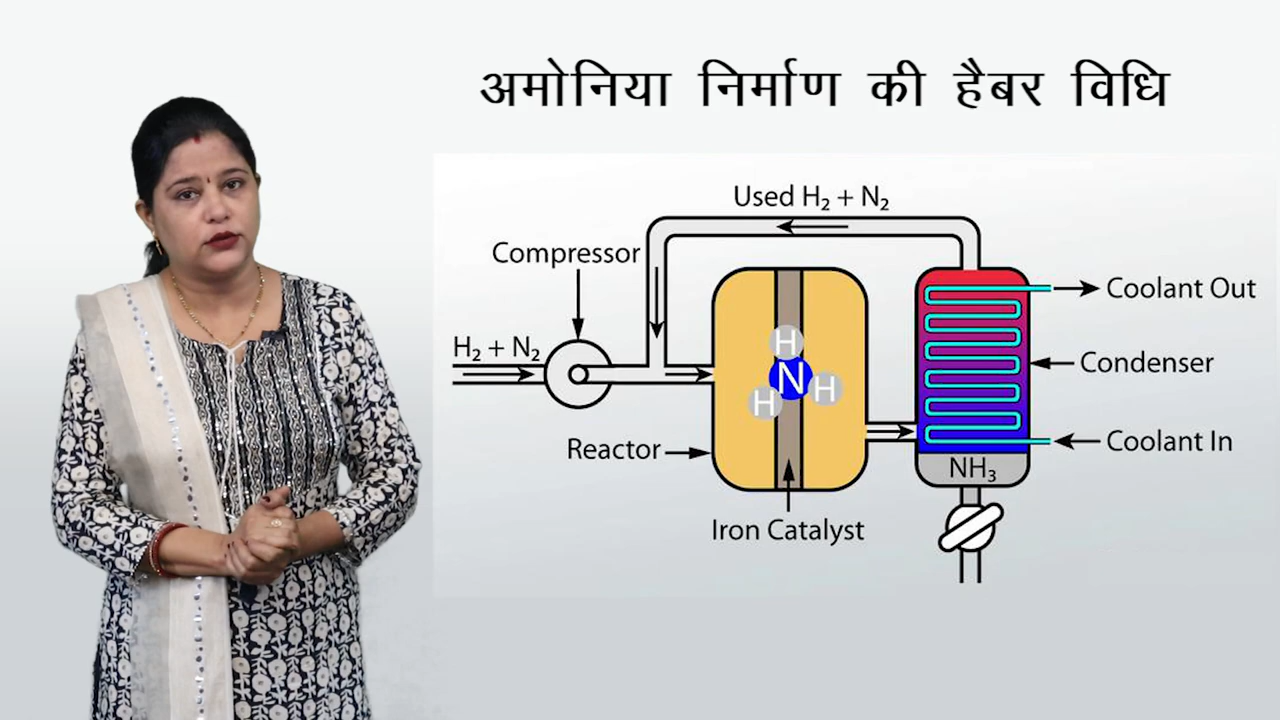 अमोनिया निर्माण की हैबर विधि
Used H₂ + N₂
Compressor
Coolant Out
H₂ + N₂
H
Condenser
N
H
H
Reactor
Coolant In
NH₃
Iron Catalyst